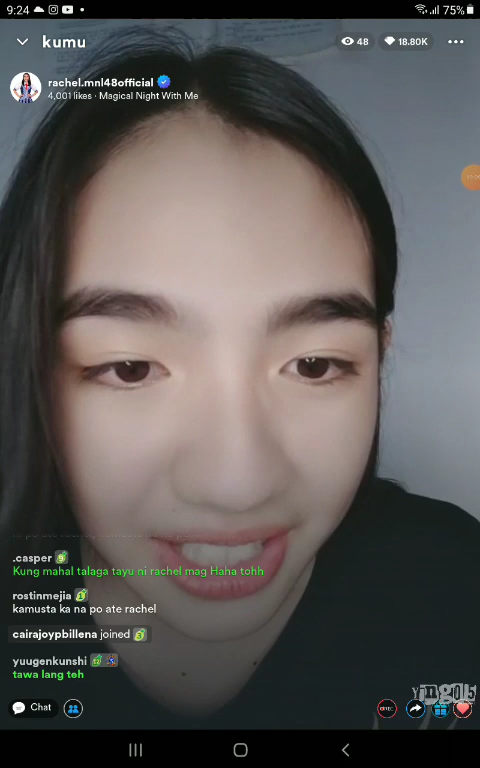 9:24
75%
kumu
48
18.80K
rachel.mnl48official
4,001 likes · Magical Night With Me
.casper
Kung mahal talaga tayu ni rachel mag Haha tohh
rostinmejia
kamusta ka na po ate rachel
cairajoypbillena joined
yuugenkunshi
tawa lang teh
Chat